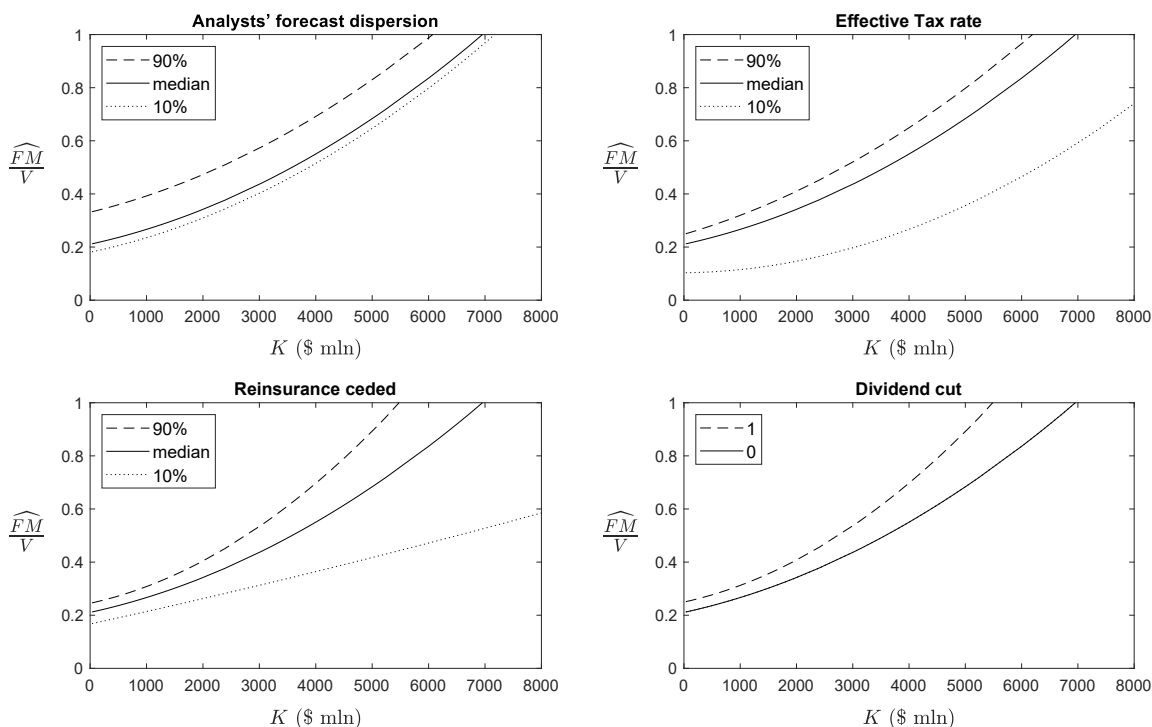 Analysts’ forecast dispersion
90%
median
10%
1
0.8
0.6
0.4
0.2
0
0 1000 2000 3000 4000 5000 6000 7000 8000
K ($ mln)
FM
V
Effective Tax rate
90%
median
10%
1
0.8
0.6
0.4
0.2
0
0 1000 2000 3000 4000 5000 6000 7000 8000
K ($ mln)
FM
V
Reinsurance ceded
90%
median
10%
1
0.8
0.6
0.4
0.2
0
0 1000 2000 3000 4000 5000 6000 7000 8000
K ($ mln)
FM
V
Dividend cut
1
0
1
0.8
0.6
0.4
0.2
0
0 1000 2000 3000 4000 5000 6000 7000 8000
K ($ mln)
FM
V